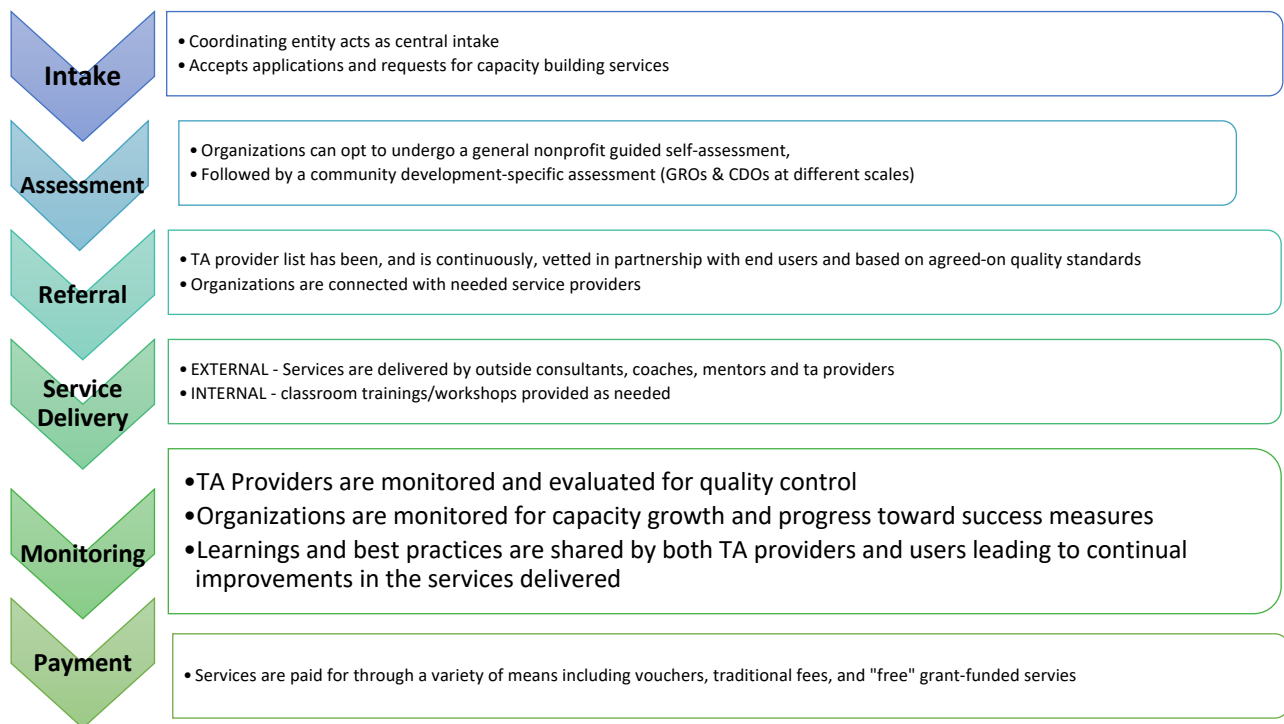 Intake
• Coordinating entity acts as central intake
• Accepts applications and requests for capacity building services
Assessment
• Organizations can opt to undergo a general nonprofit guided self-assessment,
• Followed by a community development-specific assessment (GROs & CDOs at different scales)
Referral
• TA provider list has been, and is continuously, vetted in partnership with end users and based on agreed-on quality standards
• Organizations are connected with needed service providers
Service
Delivery
• EXTERNAL - Services are delivered by outside consultants, coaches, mentors and ta providers
• INTERNAL - classroom trainings/workshops provided as needed
Monitoring
•TA Providers are monitored and evaluated for quality control
•Organizations are monitored for capacity growth and progress toward success measures
•Learnings and best practices are shared by both TA providers and users leading to continual
improvements in the services delivered
Payment
• Services are paid for through a variety of means including vouchers, traditional fees, and "free" grant-funded servies